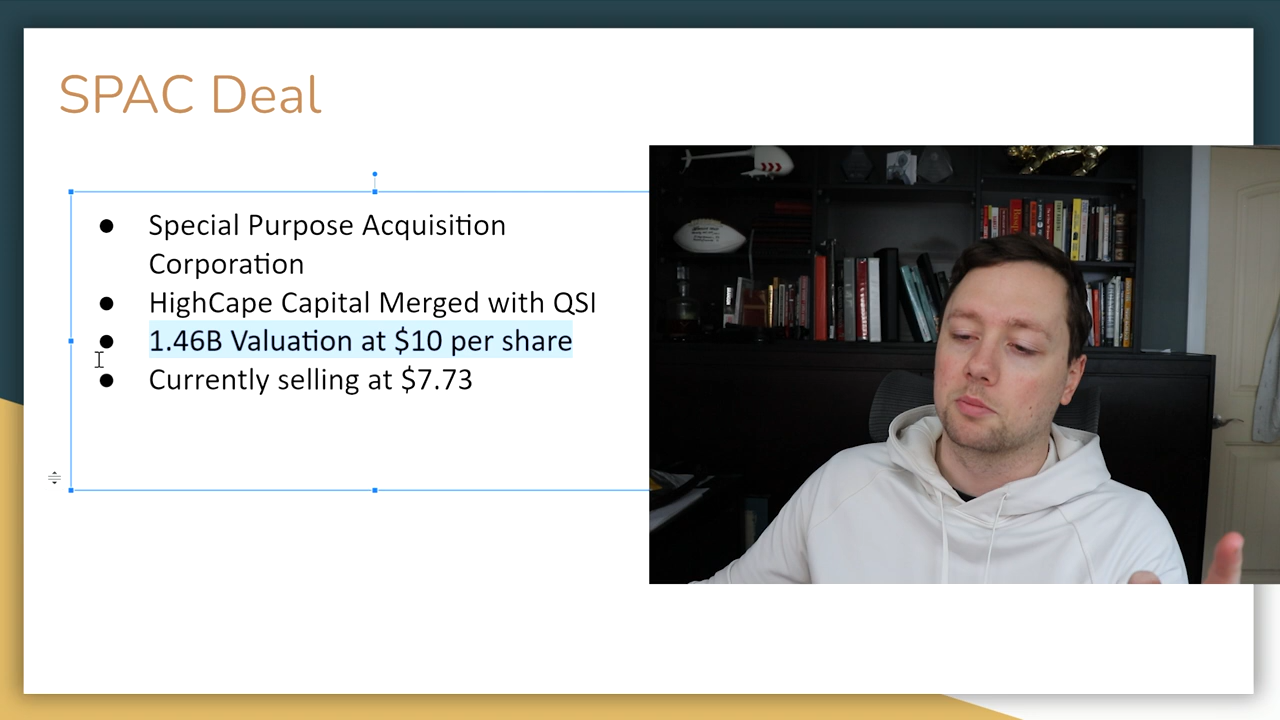 SPAC Deal
● Special Purpose Acquisition
Corporation
● HighCape Capital Merged with QSI
● 1.46B Valuation at $10 per share
● Currently selling at $7.73